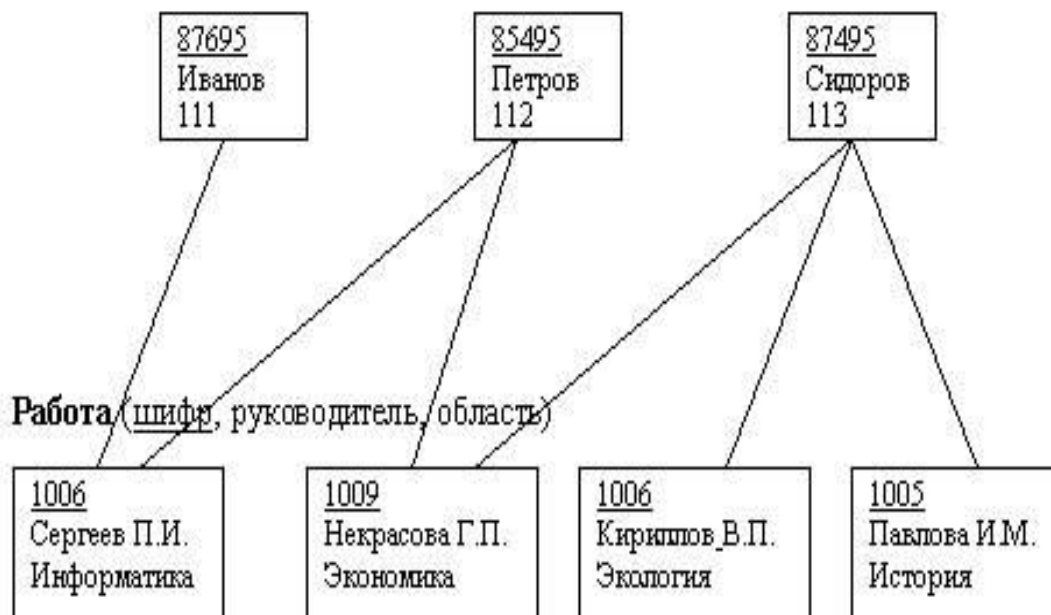 87695
Иванов
111
85495
Петров
112
87495
Сидоров
113
Работа (шифр, руководитель, область)
1006
Сергеев П.И.
Информатика
1009
Некрасова Г.П.
Экономика
1006
Кириллов_В.П.
Экология
1005
Павлова И.М.
История